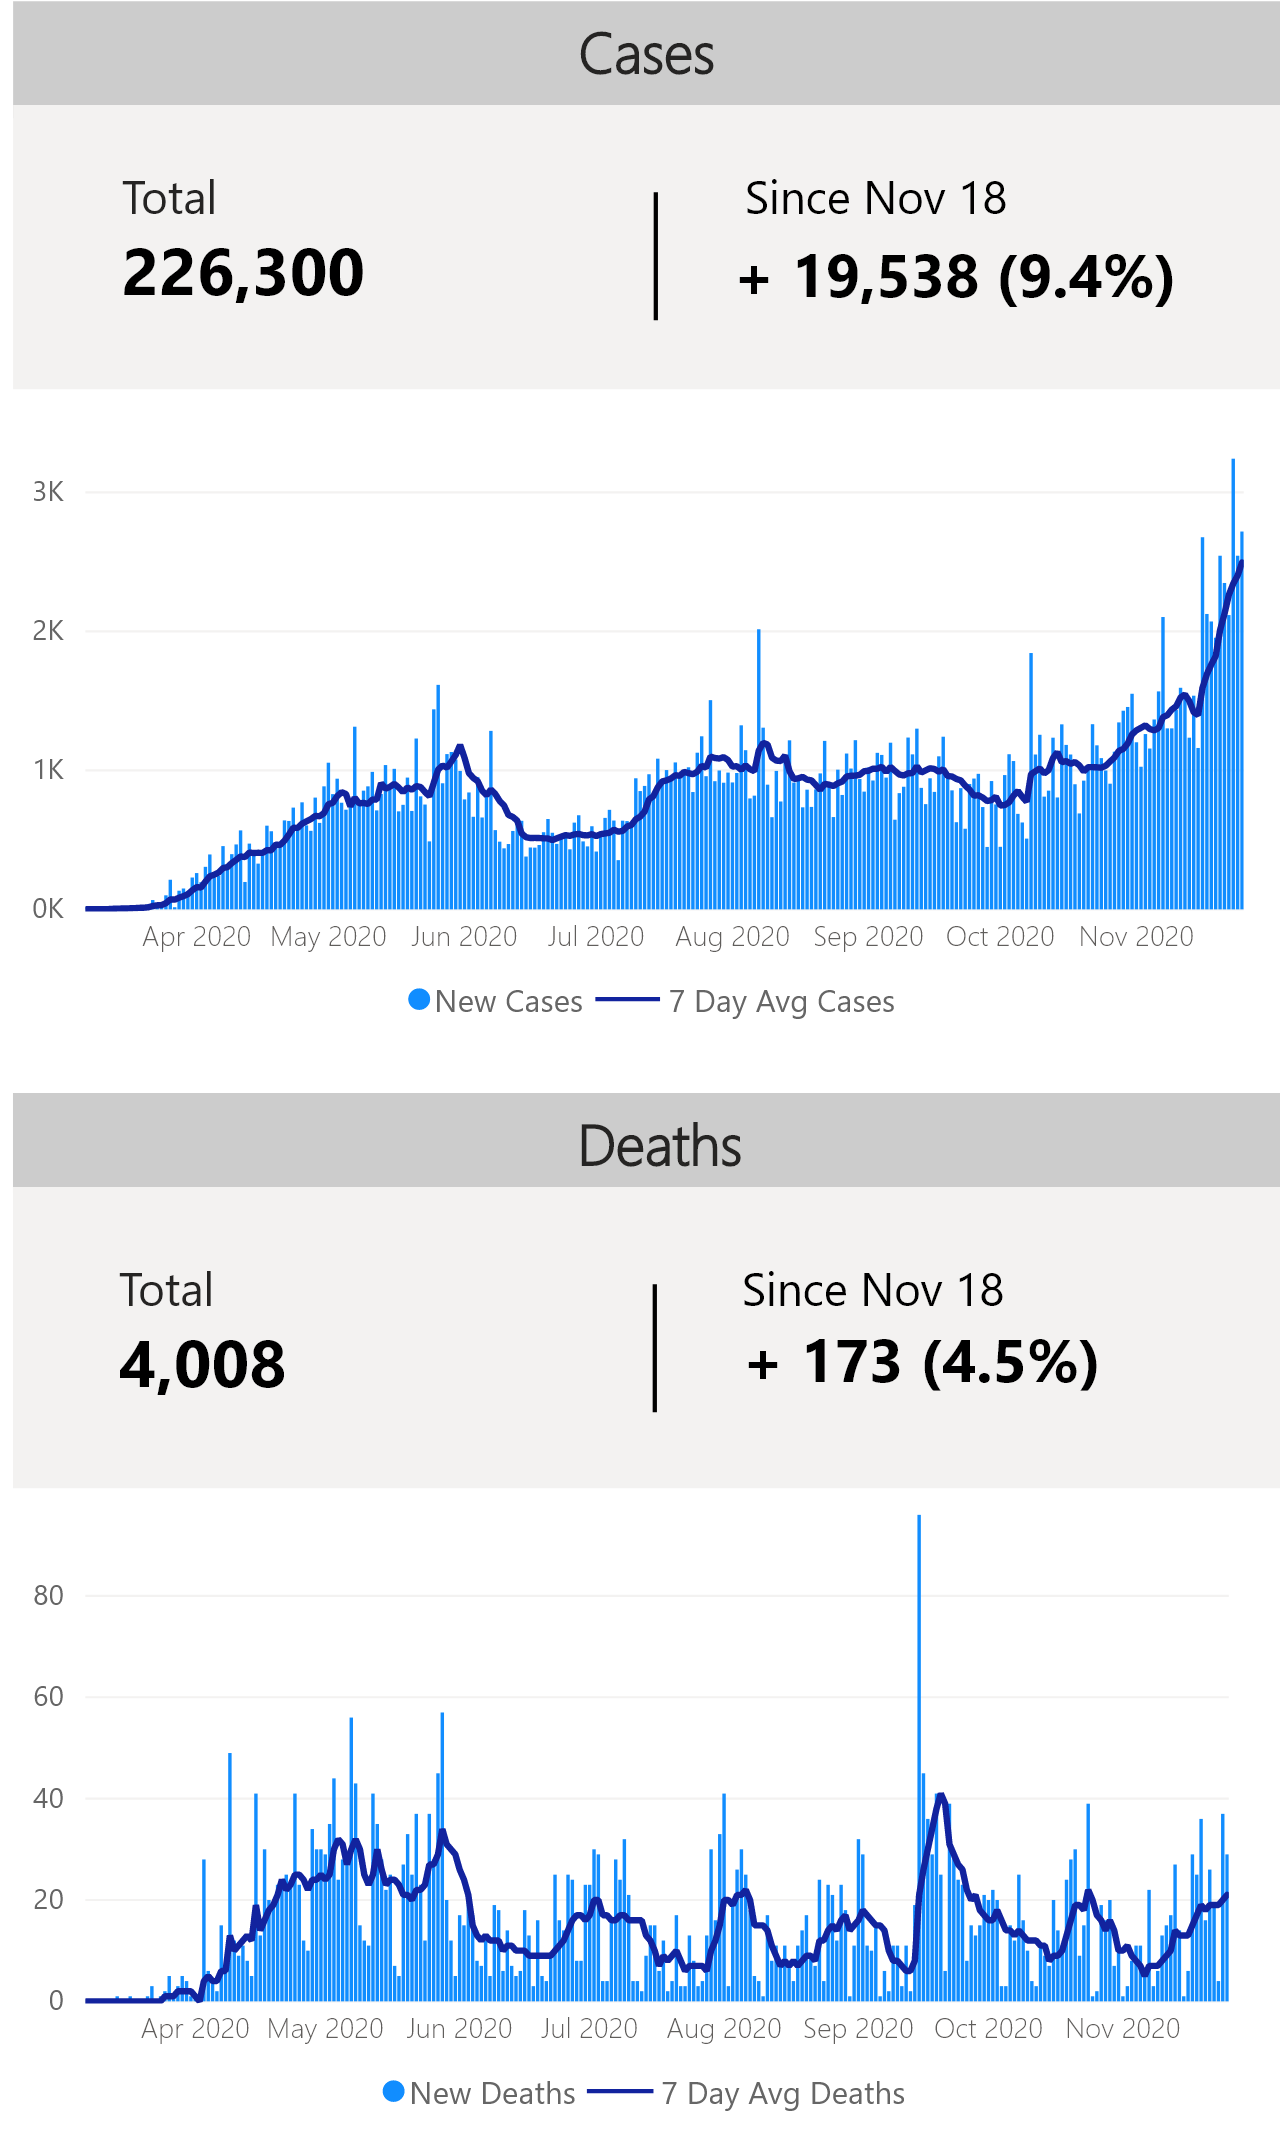 Cases
Total
Since Nov 18
226,300
+ 19,538 (9.4%)
3K
2K
1K
0K
Apr 2020 May 2020 Jun 2020 Jul 2020 Aug 2020 Sep 2020 Oct 2020 Nov 2020
New Cases 7 Day Avg Cases
Deaths
Total
Since Nov 18
4,008
+ 173 (4.5%)
80
60
40
20
0
Apr 2020 May 2020 Jun 2020 Jul 2020 Aug 2020 Sep 2020 Oct 2020 Nov 2020
New Deaths 7 Day Avg Deaths